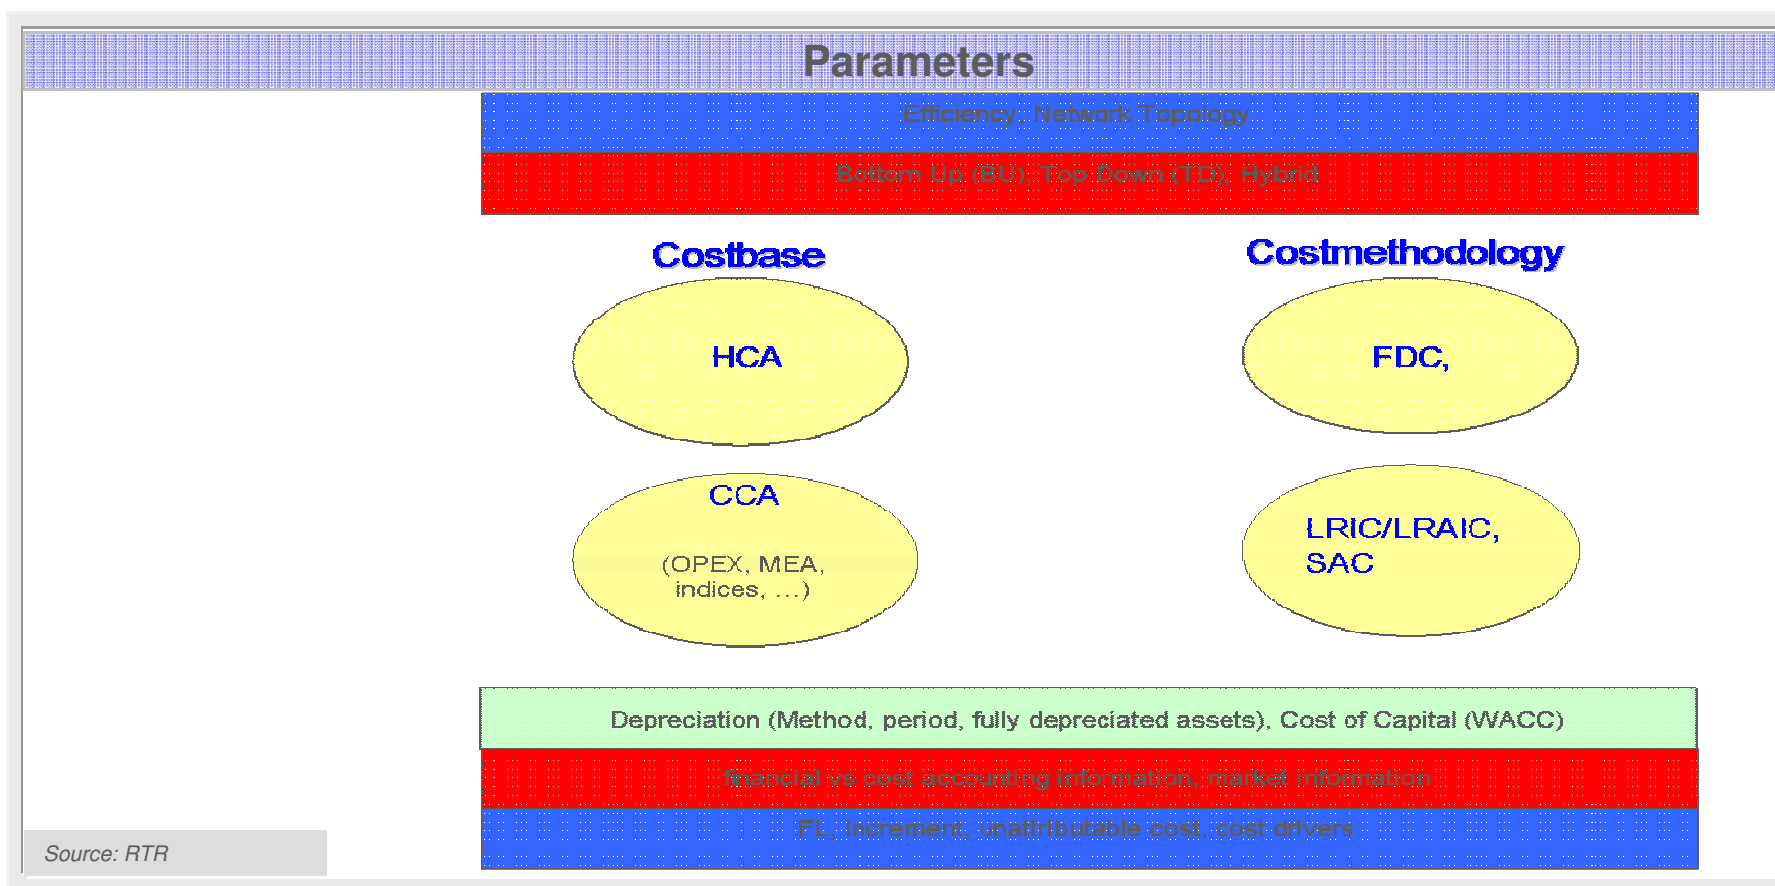 Parameters
Efficiency, Network Topology
Bottom Up (BU), Top Down (TD), Hybrid
Costbase
Costmethodology
HCA
FDC,
CCA
(OPEX, MEA,
indices, ...)
LRIC/LRAIC,
SAC
Depreciation (Method, period, fully depreciated assets), Cost of Capital (WACC)
financial vs cost accounting information, market information
FL, Increment, unattributable cost, cost drivers
Source: RTR